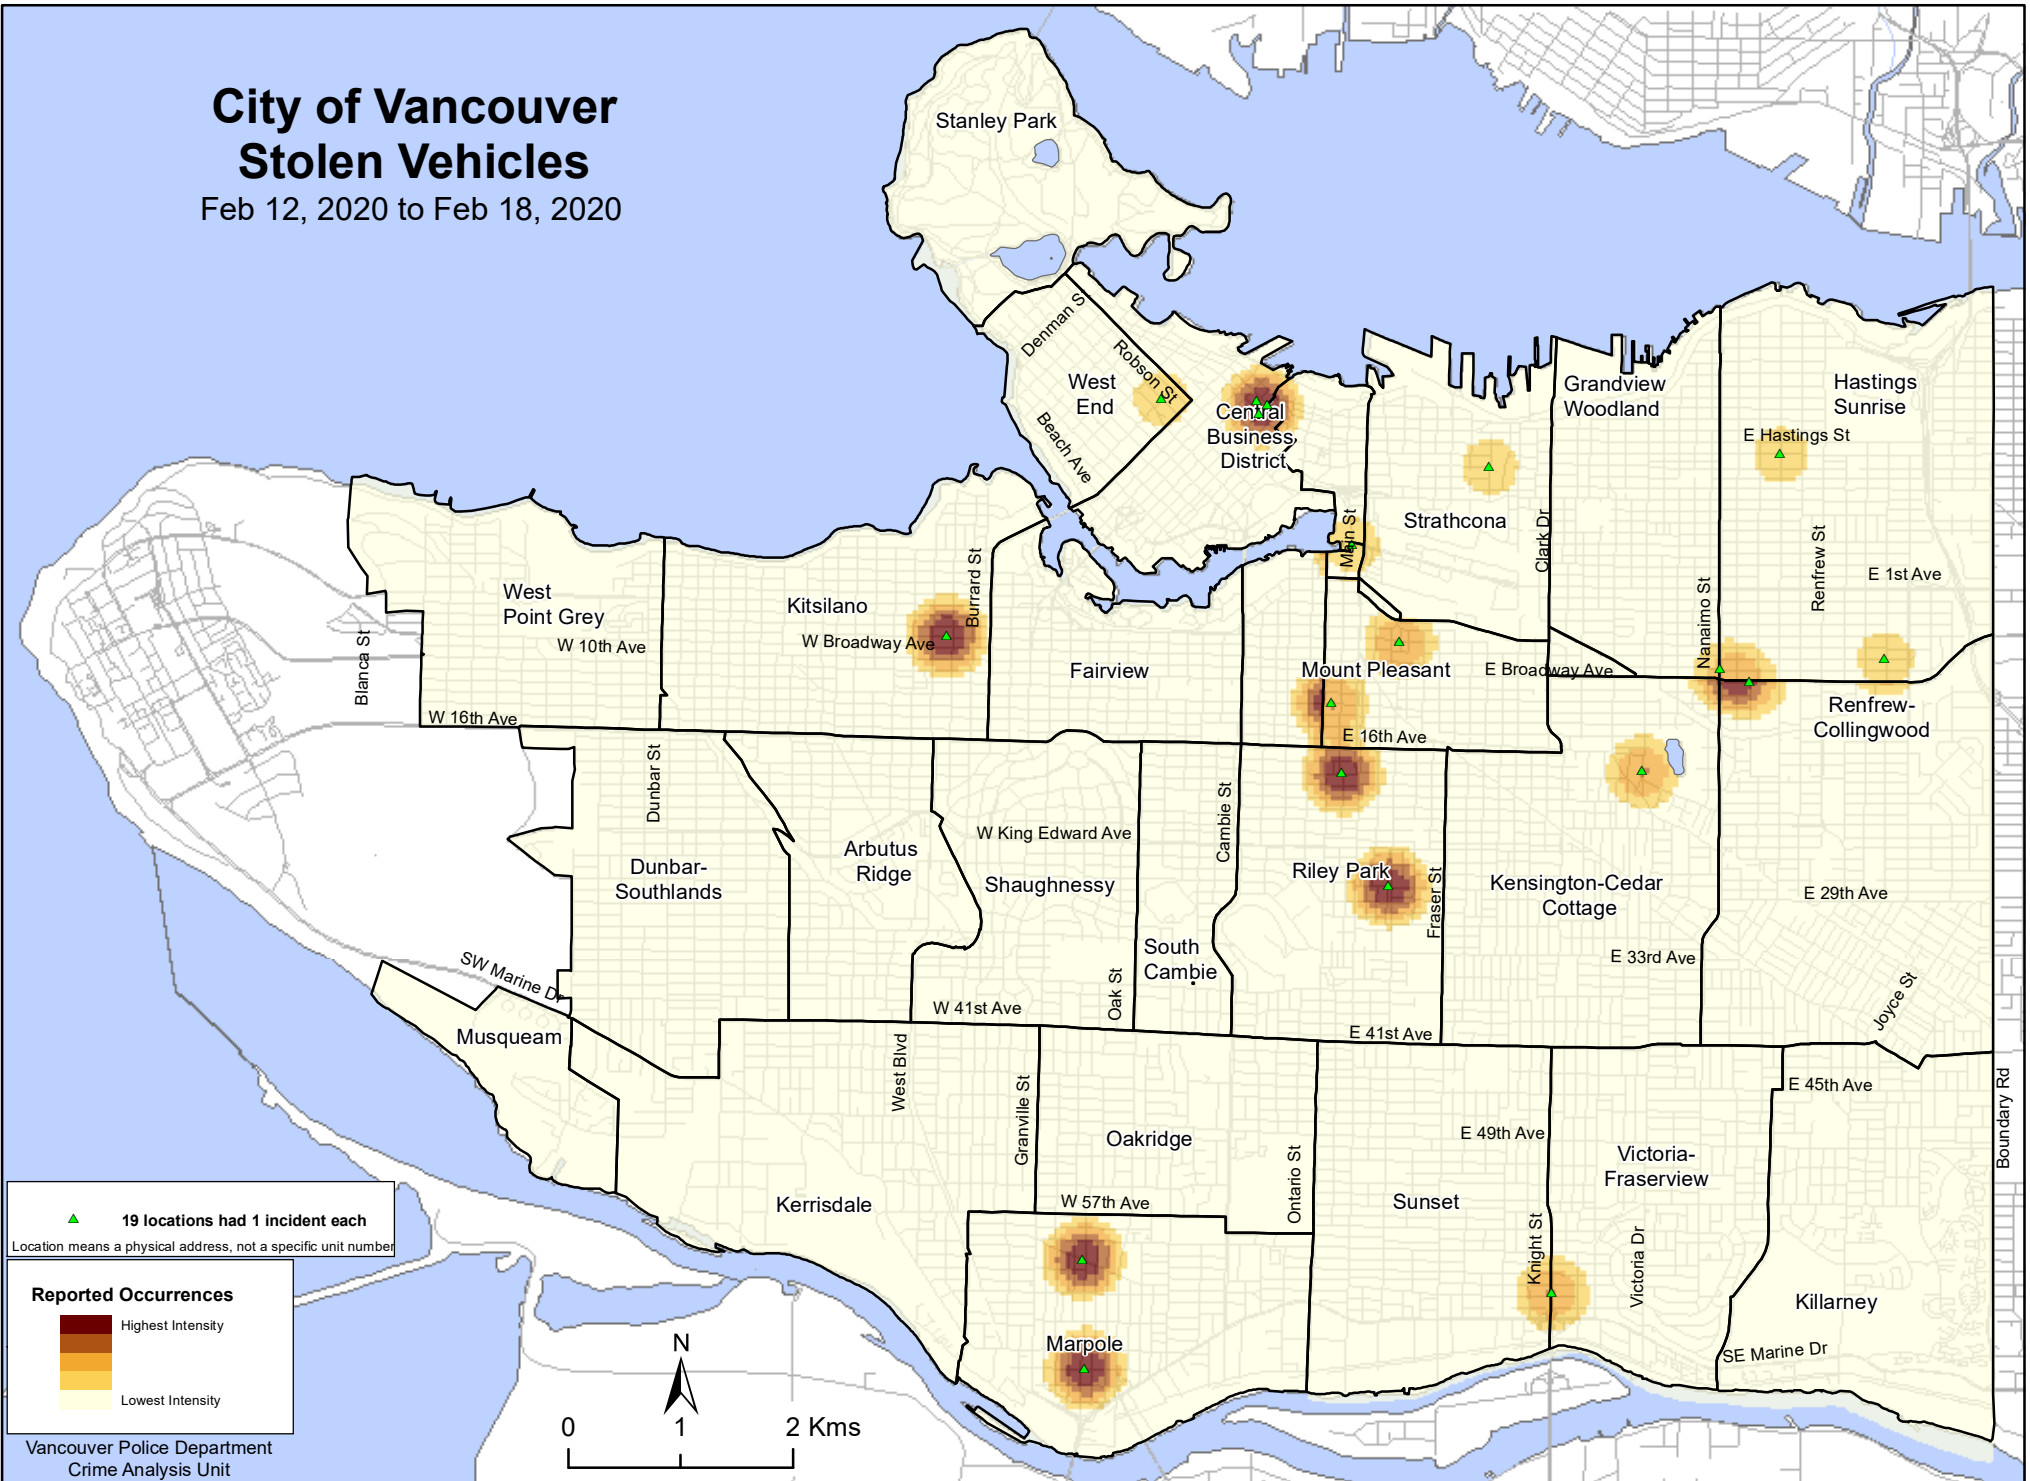 City of Vancouver
Stolen Vehicles
Feb 12, 2020 to Feb 18, 2020
Stanley Park
Denman S
Robson St
West
End
Beach Ave
Central
Business
District
Grandview
Woodland
Hastings
Sunrise
E Hastings St
Strathcona
Main St
Clark Dr
Nanaimo St
Renfrew St
E 1st Ave
West
Point Grey
W 10th Ave
Blanca St
W 16th Ave
Kitsilano
W Broadway Ave
Burrard St
Fairview
Mount Pleasant
E Broadway Ave
E 16th Ave
Renfrew-
Collingwood
Dunbar St
Dunbar-
Southlands
Arbutus
Ridge
W King Edward Ave
Shaughnessy
Cambie St
South
Cambie
Oak St
Riley Park
Fraser St
Kensington-Cedar
Cottage
E 29th Ave
E 33rd Ave
Joyce St
SW Marine Dr
Musqueam
W 41st Ave
E 41st Ave
West Blvd
Granville St
Oakridge
Ontario St
E 49th Ave
E 45th Ave
Boundary Rd
Victoria-
Fraserview
Kerrisdale
W 57th Ave
Sunset
Knight St
Victoria Dr
Killarney
SE Marine Dr
Marpole
19 locations had 1 incident each
Location means a physical address, not a specific unit number
Reported Occurrences
Highest Intensity
Lowest Intensity
Vancouver Police Department
Crime Analysis Unit
N
0 1 2 Kms